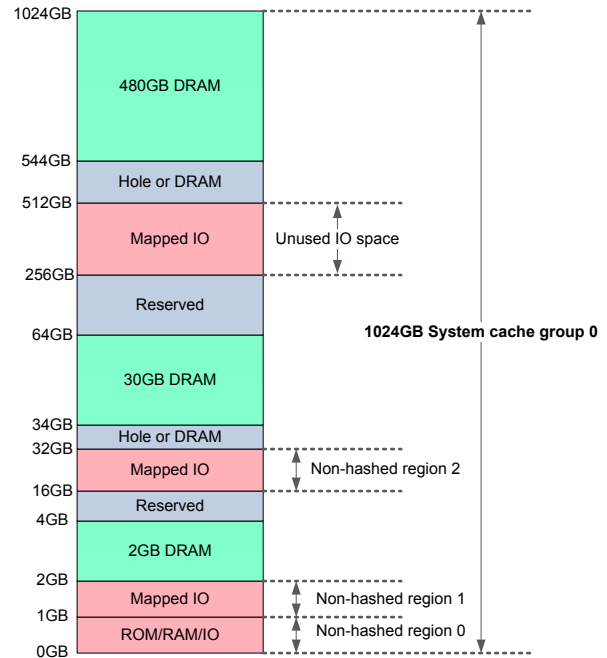 1024GB
480GB DRAM
544GB
Hole or DRAM
512GB
Mapped IO
Unused IO space
256GB
Reserved
64GB
1024GB System cache group 0
30GB DRAM
34GB
Hole or DRAM
32GB
Mapped IO
Non-hashed region 2
16GB
Reserved
4GB
2GB DRAM
2GB
Mapped IO
Non-hashed region 1
1GB
ROM/RAM/IO
Non-hashed region 0
0GB